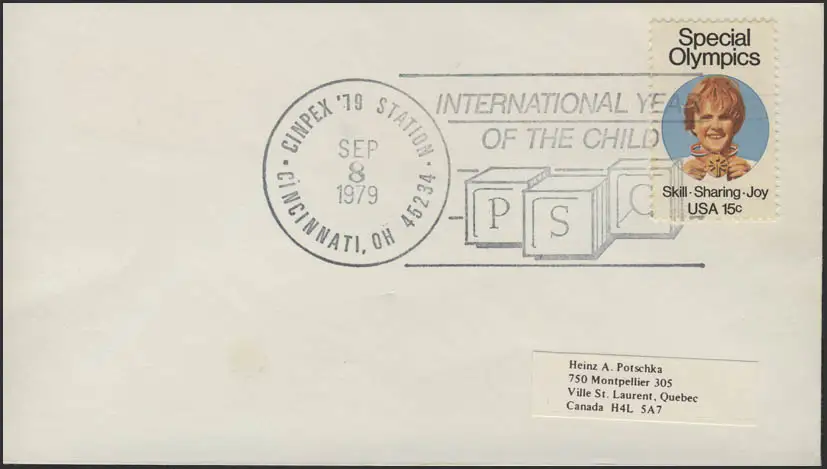 CINPEX '79 STATION
SEP
8
1979
CINCINNATI, OH 45234
INTERNATIONAL YEAR
OF THE CHILD
P S C
Special
Olympics
Skill·Sharing·Joy
USA 15c
Heinz A. Potschka
750 Montpellier 305
Ville St. Laurent, Quebec
Canada H4L 5A7